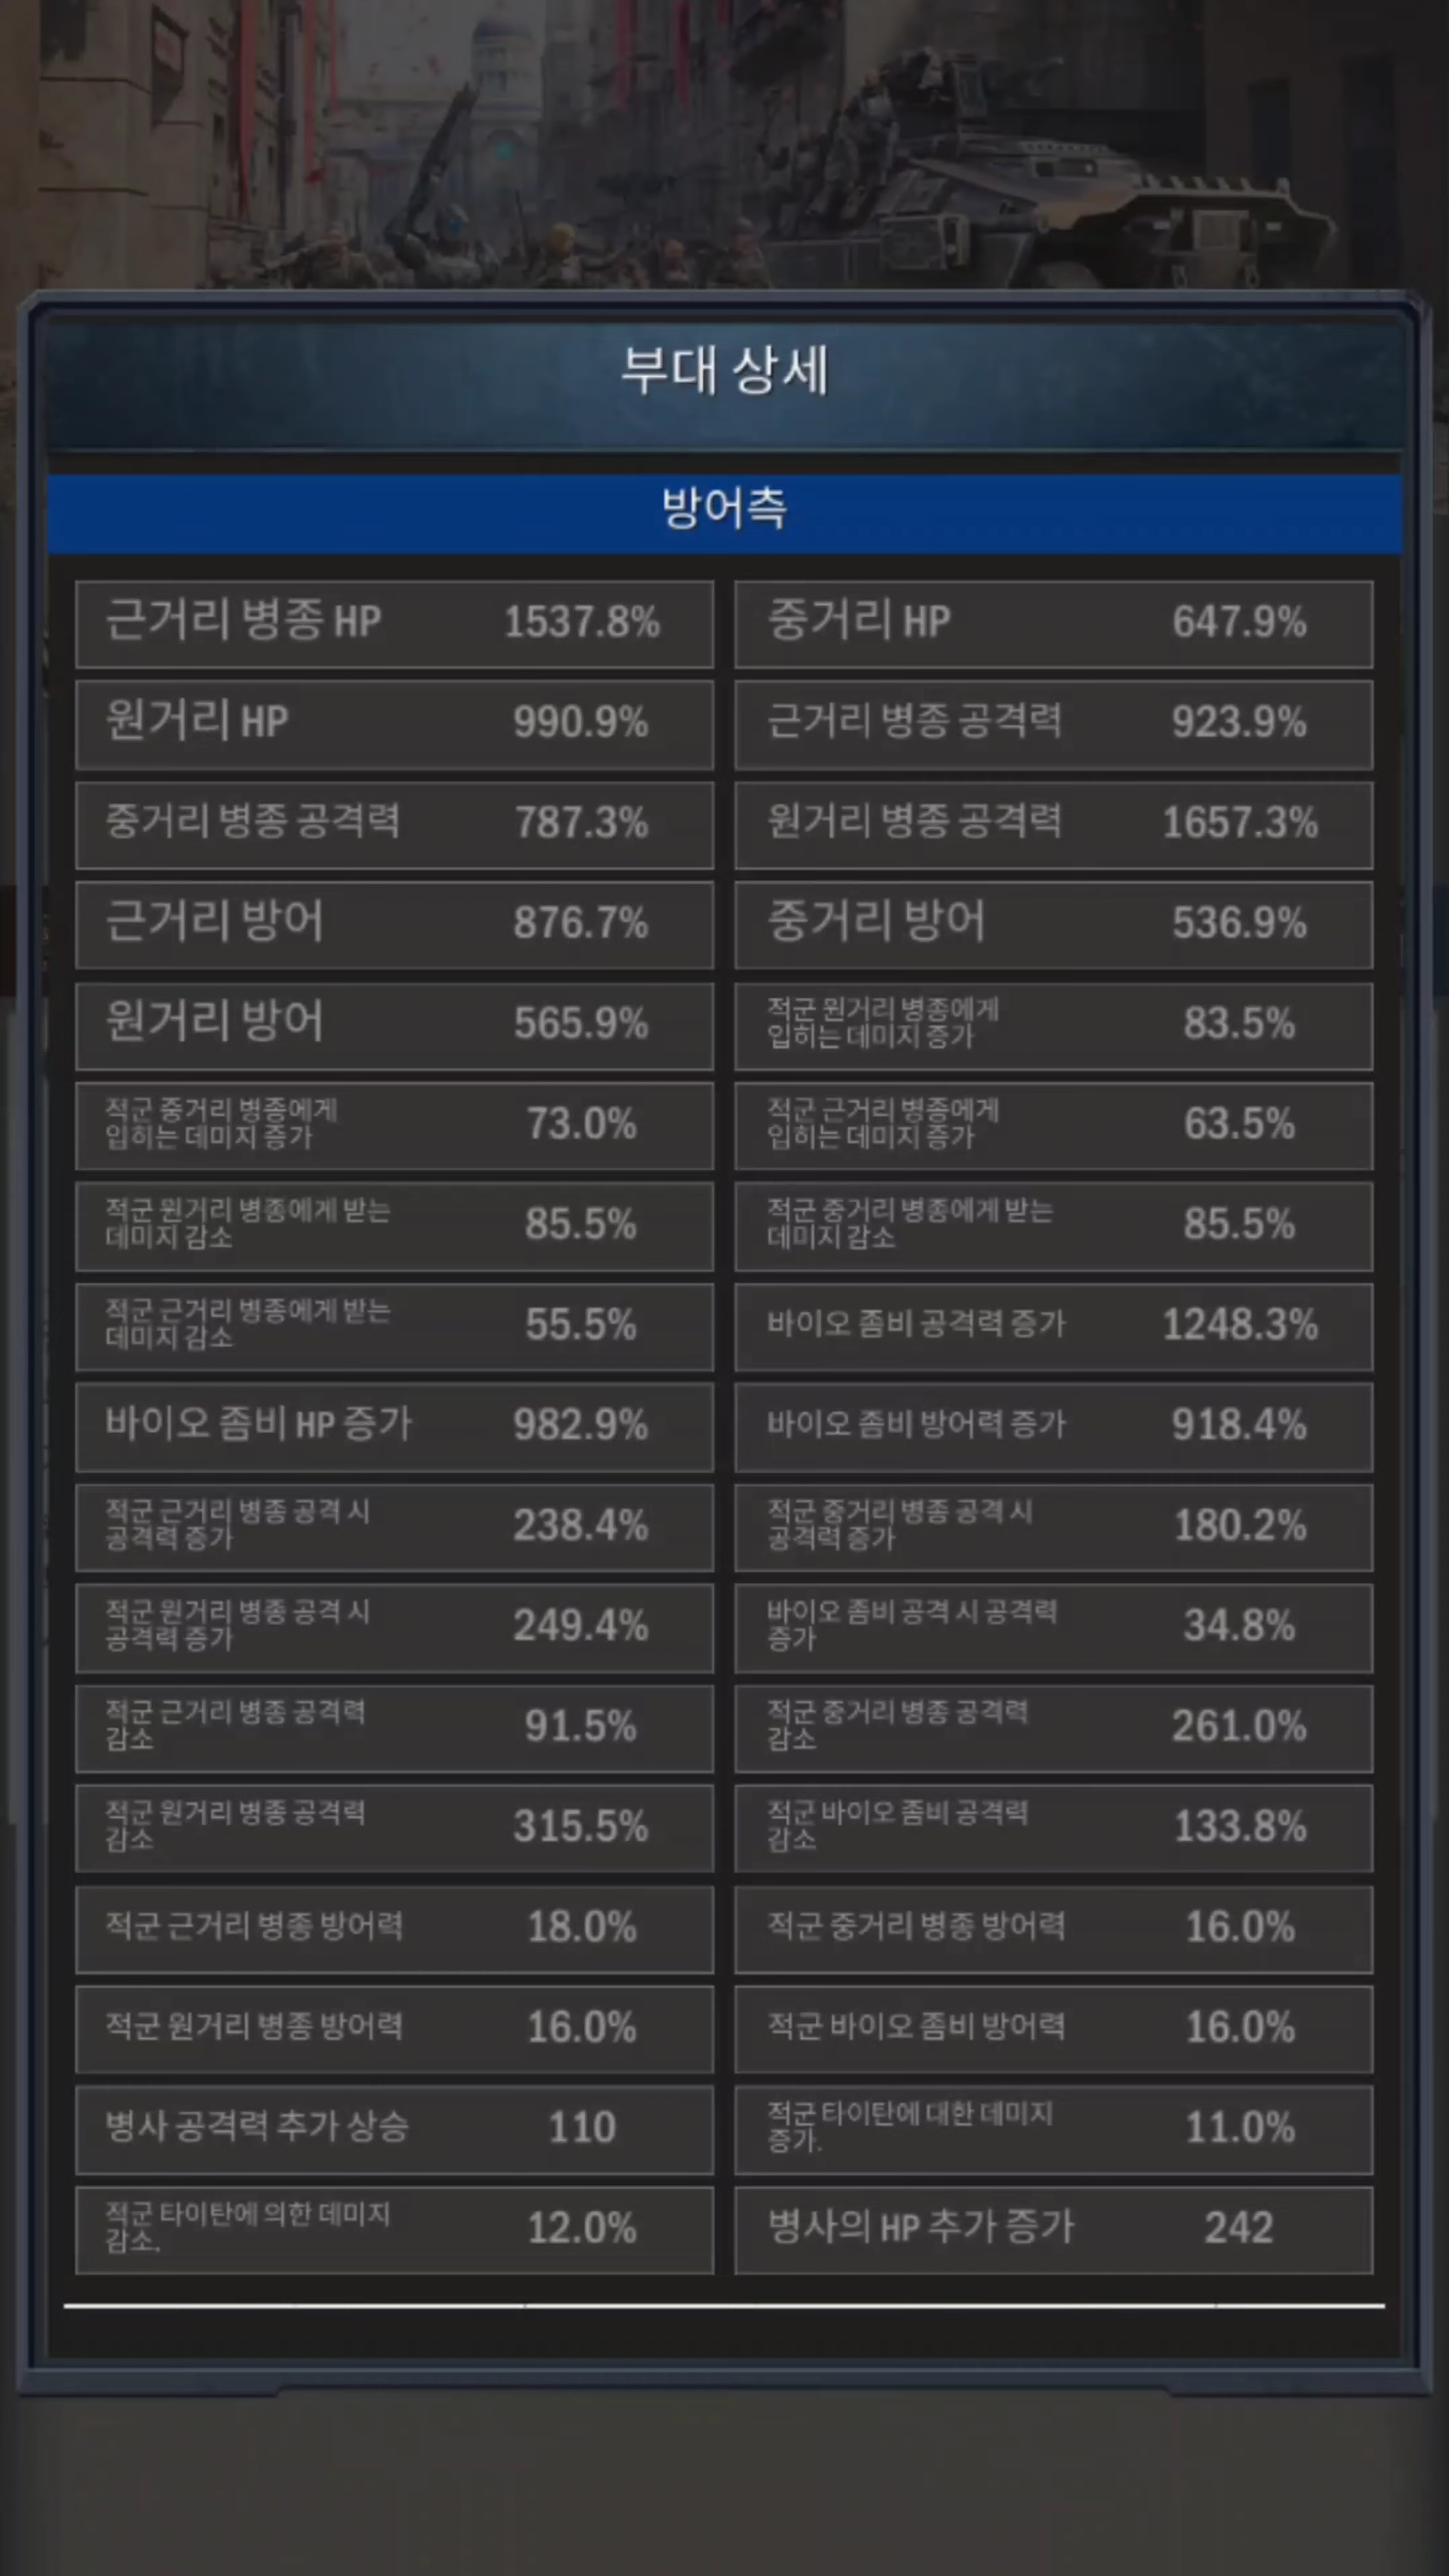 부대 상세
방어측
근거리 병종 HP 1537.8%
중거리 HP 647.9%
원거리 HP 990.9%
근거리 병종 공격력 923.9%
중거리 병종 공격력 787.3%
원거리 병종 공격력 1657.3%
근거리 방어 876.7%
중거리 방어 536.9%
원거리 방어 565.9%
적군 원거리 병종에게
입히는 데미지 증가 83.5%
적군 중거리 병종에게
입히는 데미지 증가 73.0%
적군 근거리 병종에게
입히는 데미지 증가 63.5%
적군 원거리 병종에게 받는
데미지 감소 85.5%
적군 중거리 병종에게 받는
데미지 감소 85.5%
적군 근거리 병종에게 받는
데미지 감소 55.5%
바이오 좀비 공격력 증가 1248.3%
바이오 좀비 HP 증가 982.9%
바이오 좀비 방어력 증가 918.4%
적군 근거리 병종 공격 시
공격력 증가 238.4%
적군 중거리 병종 공격 시
공격력 증가 180.2%
적군 원거리 병종 공격 시
공격력 증가 249.4%
바이오 좀비 공격 시 공격력
증가 34.8%
적군 근거리 병종 공격력
감소 91.5%
적군 중거리 병종 공격력
감소 261.0%
적군 원거리 병종 공격력
감소 315.5%
적군 바이오 좀비 공격력
감소 133.8%
적군 근거리 병종 방어력 18.0%
적군 중거리 병종 방어력 16.0%
적군 원거리 병종 방어력 16.0%
적군 바이오 좀비 방어력 16.0%
병사 공격력 추가 상승 110
적군 타이탄에 대한 데미지
증가. 11.0%
적군 타이탄에 의한 데미지
감소. 12.0%
병사의 HP 추가 증가 242